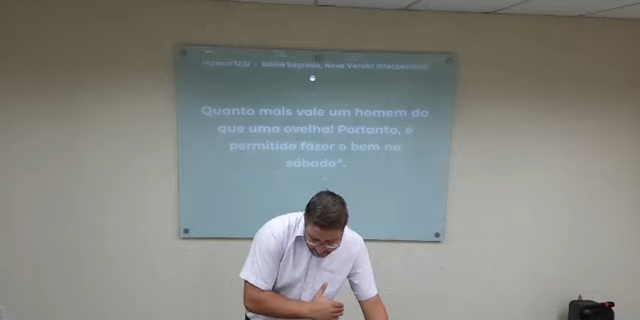 Mateus 12:12 | Bíblia Sagrada, Nova Versão Internacional
Quanto mais vale um homem do
que uma ovelha! Portanto, é
permitido fazer o bem no
sábado".